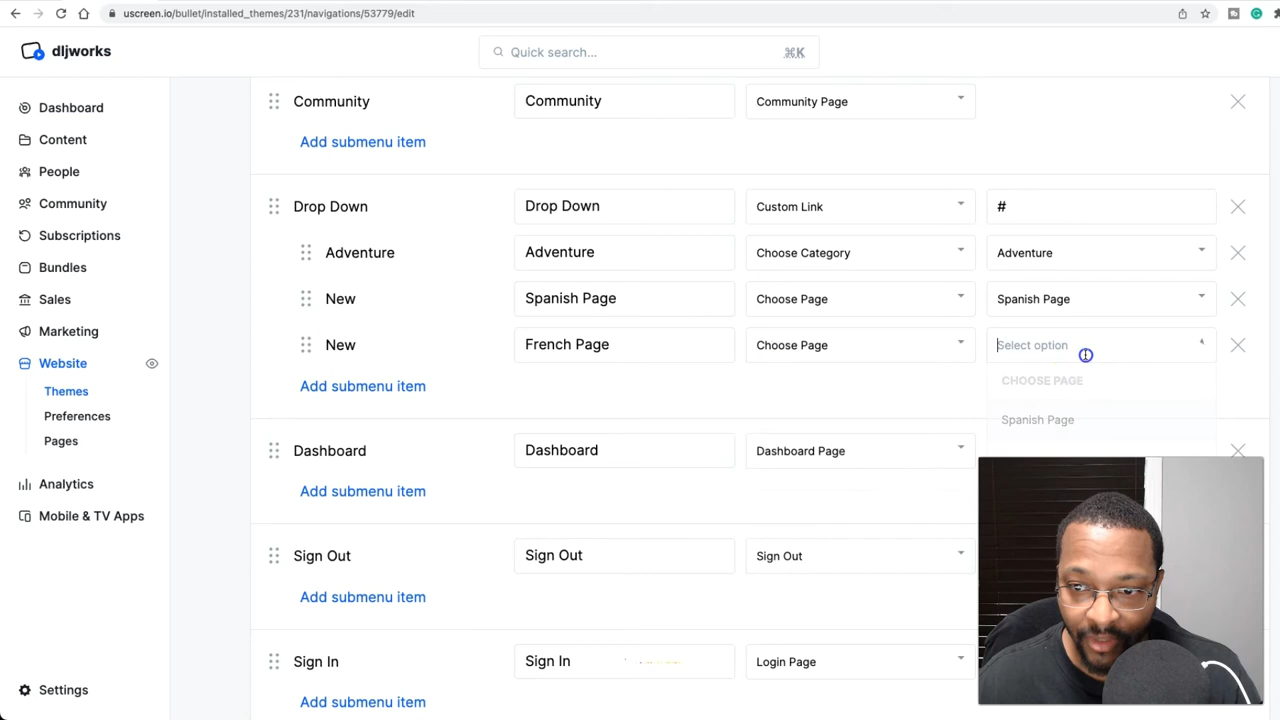 uscreen.io/bullet/installed_themes/231/navigations/53779/edit
dljworks
Quick search...
⌘K
Dashboard
Content
People
Community
Subscriptions
Bundles
Sales
Marketing
Website
Themes
Preferences
Pages
Analytics
Mobile & TV Apps
Settings
Community Community Community Page
Add submenu item
Drop Down Drop Down Custom Link #
Adventure Adventure Choose Category Adventure
New Spanish Page Choose Page Spanish Page
New French Page Choose Page Select option
CHOOSE PAGE
Add submenu item
Spanish Page
Dashboard Dashboard Dashboard Page
Add submenu item
Sign Out Sign Out Sign Out
Add submenu item
Sign In Sign In Login Page
Add submenu item